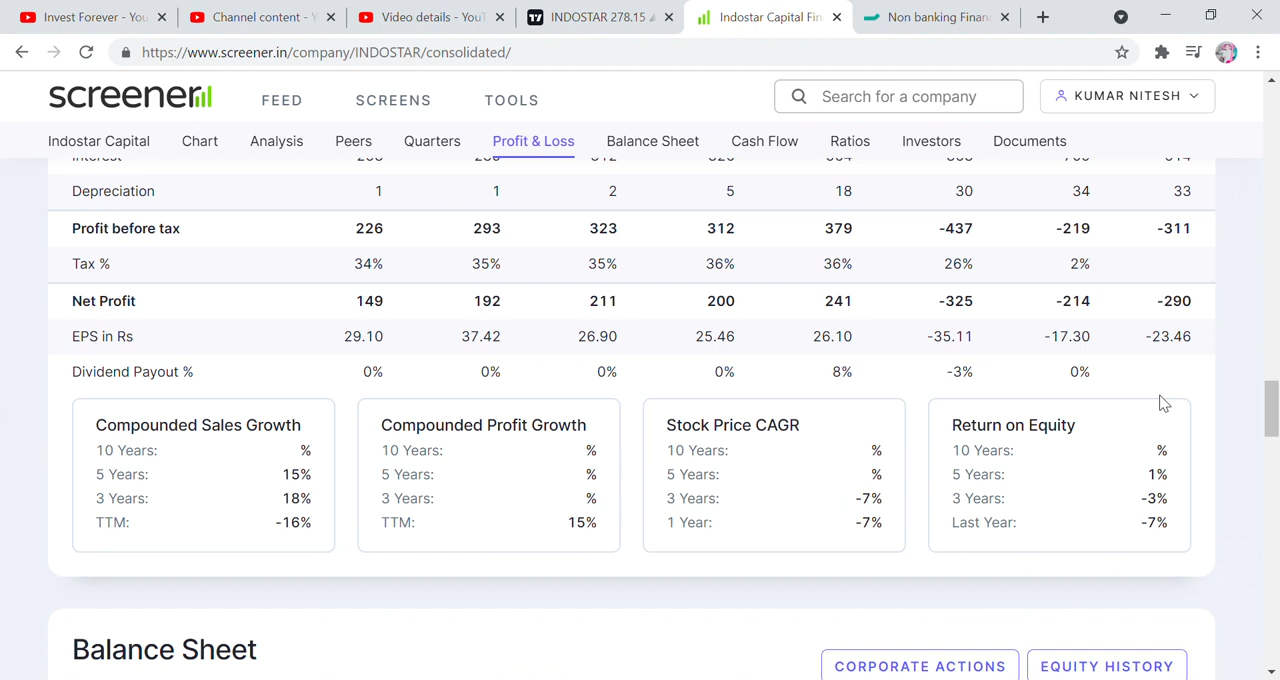 Invest Forever - You
Channel content - Y
Video details - YouT
INDOSTAR 278.15
Indostar Capital Fin
Non banking Financ
https://www.screener.in/company/INDOSTAR/consolidated/
screener
FEED SCREENS TOOLS
Search for a company
KUMAR NITESH
Indostar Capital Chart Analysis Peers Quarters Profit & Loss Balance Sheet Cash Flow Ratios Investors Documents
Depreciation 1 1 2 5 18 30 34 33
Profit before tax 226 293 323 312 379 -437 -219 -311
Tax % 34% 35% 35% 36% 36% 26% 2%
Net Profit 149 192 211 200 241 -325 -214 -290
EPS in Rs 29.10 37.42 26.90 25.46 26.10 -35.11 -17.30 -23.46
Dividend Payout % 0% 0% 0% 0% 8% -3% 0%
Compounded Sales Growth
10 Years: %
5 Years: 15%
3 Years: 18%
TTM: -16%
Compounded Profit Growth
10 Years: %
5 Years: %
3 Years: %
TTM: 15%
Stock Price CAGR
10 Years: %
5 Years: %
3 Years: -7%
1 Year: -7%
Return on Equity
10 Years: %
5 Years: 1%
3 Years: -3%
Last Year: -7%
Balance Sheet
CORPORATE ACTIONS
EQUITY HISTORY